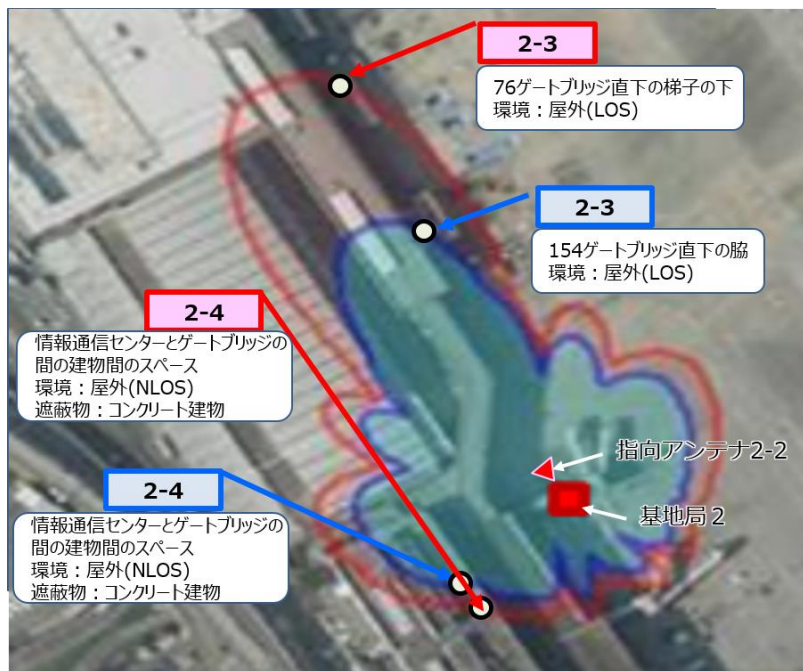 2-3
76ゲートブリッジ直下の梯子の下
環境：屋外(LOS)
2-3
154ゲートブリッジ直下の脇
環境：屋外(LOS)
2-4
情報通信センターとゲートブリッジの
間の建物間のスペース
環境：屋外(NLOS)
遮蔽物：コンクリート建物
2-4
情報通信センターとゲートブリッジの
間の建物間のスペース
環境：屋外(NLOS)
遮蔽物：コンクリート建物
指向アンテナ2-2
基地局２